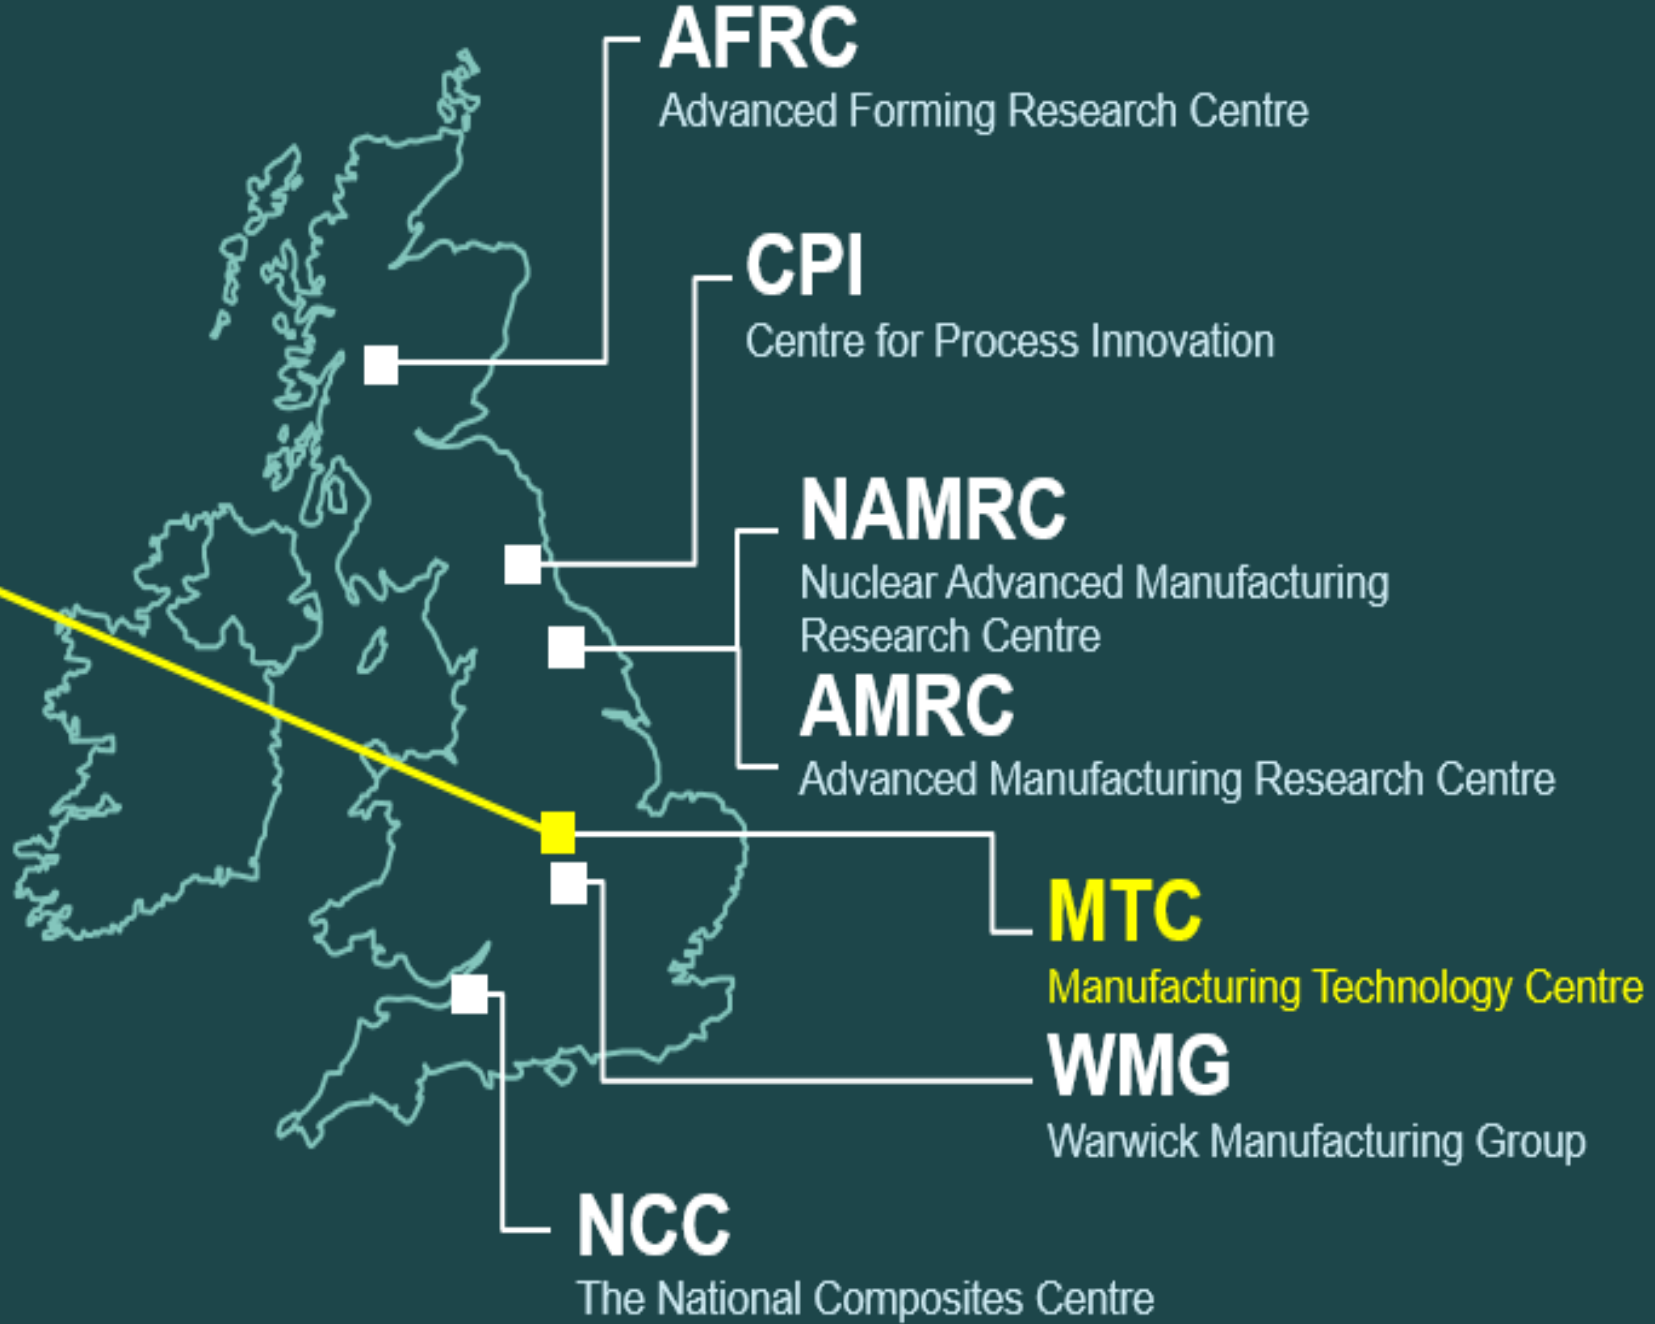 AFRC
Advanced Forming Research Centre
CPI
Centre for Process Innovation
NAMRC
Nuclear Advanced Manufacturing
Research Centre
AMRC
Advanced Manufacturing Research Centre
MTC
Manufacturing Technology Centre
WMG
Warwick Manufacturing Group
NCC
The National Composites Centre